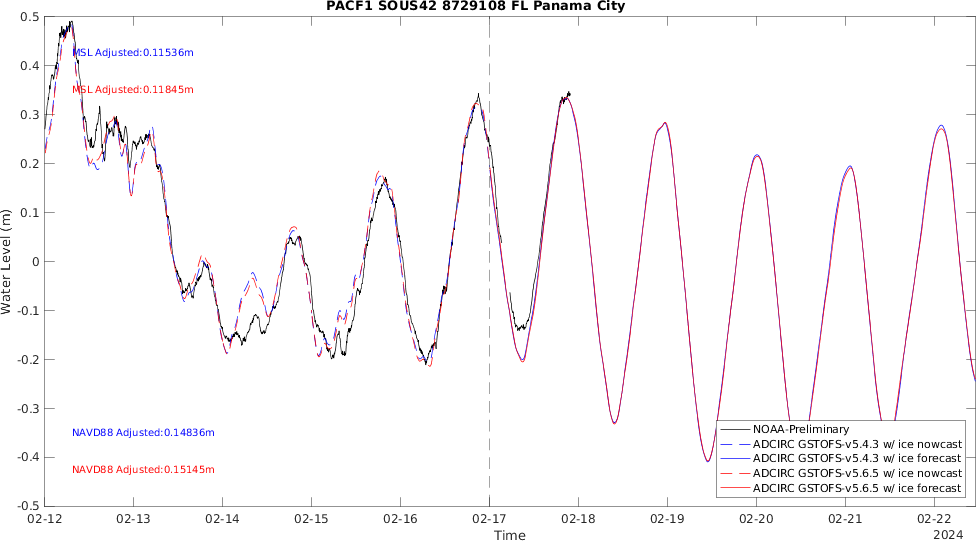 PACF1 SOUS42 8729108 FL Panama City
0.5
0.4
0.3
0.2
0.1
0
-0.1
-0.2
-0.3
-0.4
-0.5
Water Level (m)
MSL Adjusted:0.11536m
MSL Adjusted:0.11845m
NAVD88 Adjusted:0.14836m
NAVD88 Adjusted:0.15145m
NOAA-Preliminary
ADCIRC GSTOFS-v5.4.3 w/ ice nowcast
ADCIRC GSTOFS-v5.4.3 w/ ice forecast
ADCIRC GSTOFS-v5.6.5 w/ ice nowcast
ADCIRC GSTOFS-v5.6.5 w/ ice forecast
02-12 02-13 02-14 02-15 02-16 02-17 02-18 02-19 02-20 02-21 02-22
Time
2024